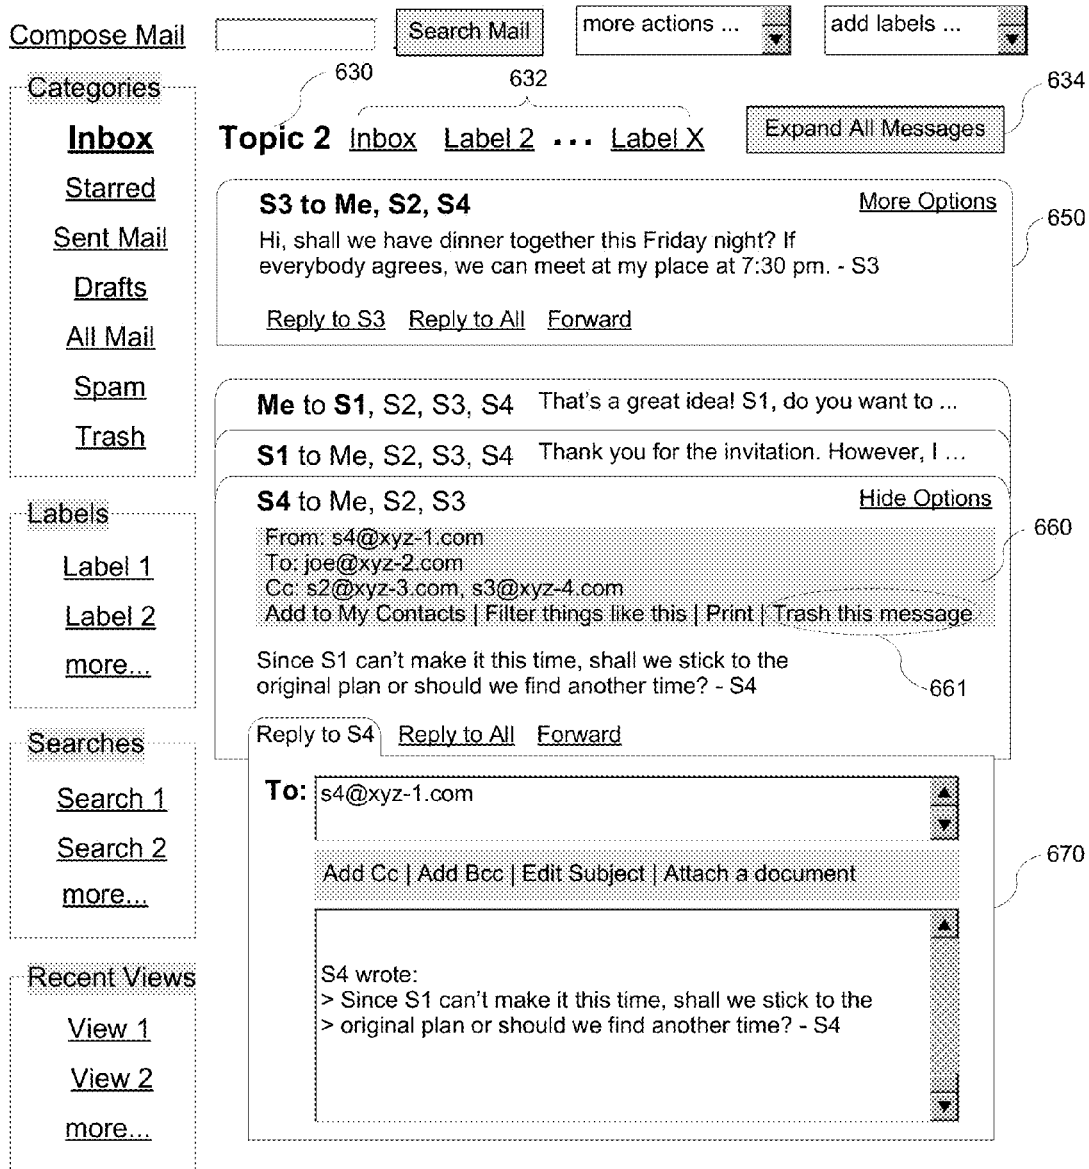 Compose Mail Search Mail more actions ... add labels ...
630 632 634
Categories
Inbox
Starred
Sent Mail
Drafts
All Mail
Spam
Trash
Labels
Label 1
Label 2
more...
Searches
Search 1
Search 2
more...
Recent Views
View 1
View 2
more...
Topic 2 Inbox Label 2 ... Label X Expand All Messages
S3 to Me, S2, S4 More Options
650
Hi, shall we have dinner together this Friday night? If
everybody agrees, we can meet at my place at 7:30 pm. - S3
Reply to S3 Reply to All Forward
Me to S1, S2, S3, S4 That's a great idea! S1, do you want to ...
S1 to Me, S2, S3, S4 Thank you for the invitation. However, I ...
S4 to Me, S2, S3 Hide Options
660
From: s4@xyz-1.com
To: joe@xyz-2.com
Cc: s2@xyz-3.com, s3@xyz-4.com
Add to My Contacts | Filter things like this | Print | Trash this message
661
Since S1 can't make it this time, shall we stick to the
original plan or should we find another time? - S4
Reply to S4 Reply to All Forward
To: s4@xyz-1.com
670
Add Cc | Add Bcc | Edit Subject | Attach a document
S4 wrote:
> Since S1 can't make it this time, shall we stick to the
> original plan or should we find another time? - S4